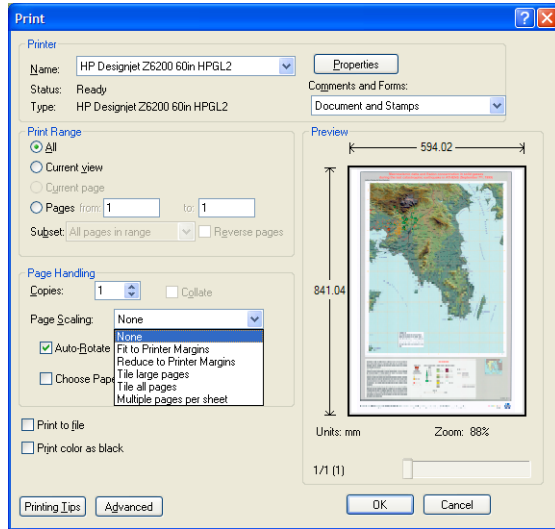 Print
Printer
Name: HP Designjet Z6200 60in HPGL2
Properties
Status: Ready
Comments and Forms:
Type: HP Designjet Z6200 60in HPGL2
Document and Stamps
Print Range
All
Current view
Current page
Pages from: 1 to: 1
Subset: All pages in range
Reverse pages
Page Handling
Copies: 1
Collate
Page Scaling: None
None
Fit to Printer Margins
Reduce to Printer Margins
Tile large pages
Tile all pages
Multiple pages per sheet
Auto-Rotate
Print to file
Print color as black
Preview
594.02
841.04
Units: mm
Zoom: 88%
1/1 (1)
Printing Tips
Advanced
OK
Cancel